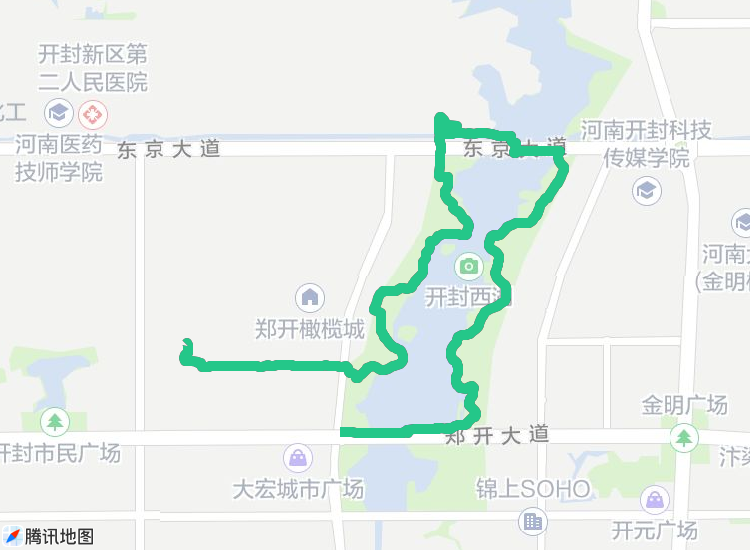 开封新区第
二人民医院
化工
河南医药
技师学院
东京大道
东京大道
河南开封科技
传媒学院
河南大
(金明校
开封西湖
郑开橄榄城
金明广场
开封市民广场
郑开大道
大宏城市广场
锦上SOHO
汴梁
开元广场
腾讯地图